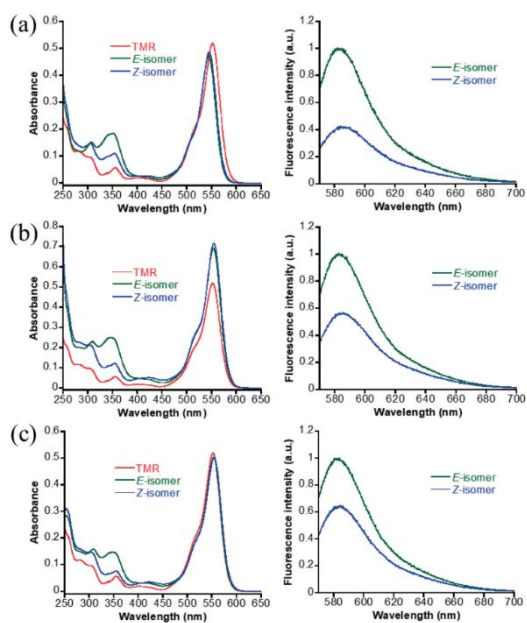 (a)
0.6
0.5
0.4
0.3
0.2
0.1
0
250 300 350 400 450 500 550 600 650
Wavelength (nm)
Absorbance
TMR
E-isomer
Z-isomer
1.2
1
0.8
0.6
0.4
0.2
0
580 600 620 640 660 680 700
Wavelength (nm)
Fluorescence intensity (a.u.)
E-isomer
Z-isomer
(b)
0.8
0.7
0.6
0.5
0.4
0.3
0.2
0.1
0
250 300 350 400 450 500 550 600 650
Wavelength (nm)
Absorbance
TMR
E-isomer
Z-isomer
1.2
1
0.8
0.6
0.4
0.2
0
580 600 620 640 660 680 700
Wavelength (nm)
Fluorescence intensity (a.u.)
E-isomer
Z-isomer
(c)
0.6
0.5
0.4
0.3
0.2
0.1
0
250 300 350 400 450 500 550 600 650
Wavelength (nm)
Absorbance
TMR
E-isomer
Z-isomer
1.2
1
0.8
0.6
0.4
0.2
0
580 600 620 640 660 680 700
Wavelength (nm)
Fluorescence intensity (a.u.)
E-isomer
Z-isomer